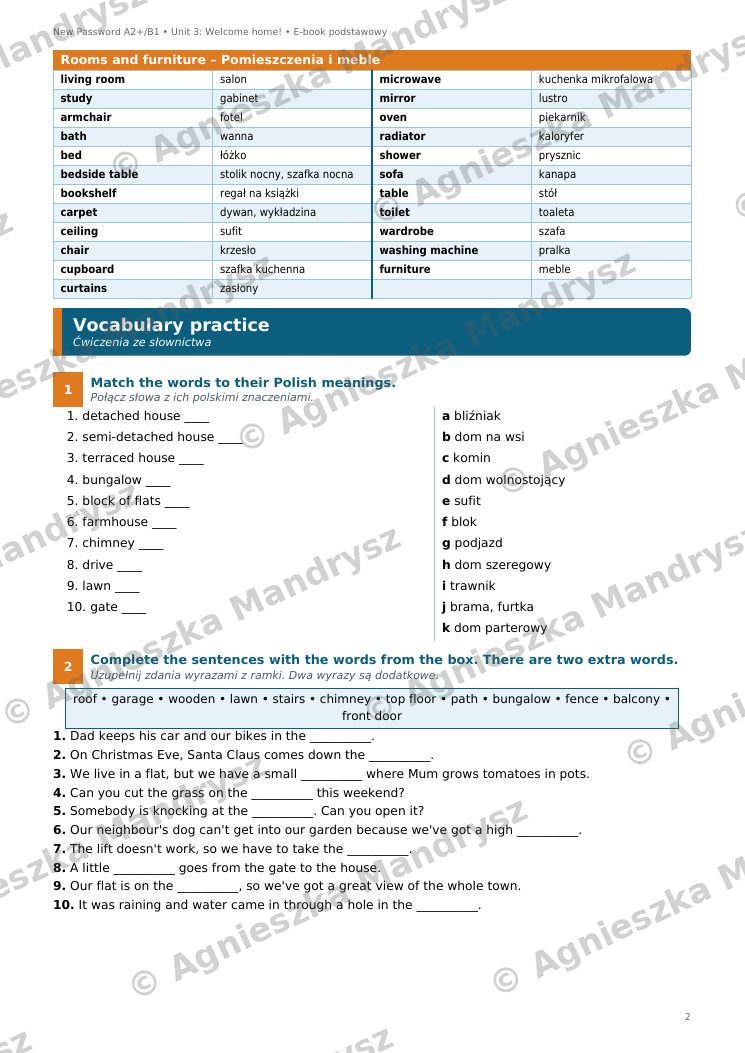 New Password A2+/B1 • Unit 3: Welcome home! • E-book podstawowy
Rooms and furniture – Pomieszczenia i meble
living room salon microwave kuchenka mikrofalowa
study gabinet mirror lustro
armchair fotel oven piekarnik
bath wanna radiator kaloryfer
bed łóżko shower prysznic
bedside table stolik nocny, szafka nocna sofa kanapa
bookshelf regał na książki table stół
carpet dywan, wykładzina toilet toaleta
ceiling sufit wardrobe szafa
chair krzesło washing machine pralka
cupboard szafka kuchenna furniture meble
curtains zasłony
Vocabulary practice
Ćwiczenia ze słownictwa
1 Match the words to their Polish meanings.
Połącz słowa z ich polskimi znaczeniami.
1. detached house ____
2. semi-detached house ____
3. terraced house ____
4. bungalow ____
5. block of flats ____
6. farmhouse ____
7. chimney ____
8. drive ____
9. lawn ____
10. gate ____
a bliźniak
b dom na wsi
c komin
d dom wolnostojący
e sufit
f blok
g podjazd
h dom szeregowy
i trawnik
j brama, furtka
k dom parterowy
2 Complete the sentences with the words from the box. There are two extra words.
Uzupełnij zdania wyrazami z ramki. Dwa wyrazy są dodatkowe.
roof • garage • wooden • lawn • stairs • chimney • top floor • path • bungalow • fence • balcony •
front door
1. Dad keeps his car and our bikes in the __________.
2. On Christmas Eve, Santa Claus comes down the __________.
3. We live in a flat, but we have a small __________ where Mum grows tomatoes in pots.
4. Can you cut the grass on the __________ this weekend?
5. Somebody is knocking at the __________. Can you open it?
6. Our neighbour's dog can't get into our garden because we've got a high __________.
7. The lift doesn't work, so we have to take the __________.
8. A little __________ goes from the gate to the house.
9. Our flat is on the __________, so we've got a great view of the whole town.
10. It was raining and water came in through a hole in the __________.
2
© Agnieszka Mandrysz